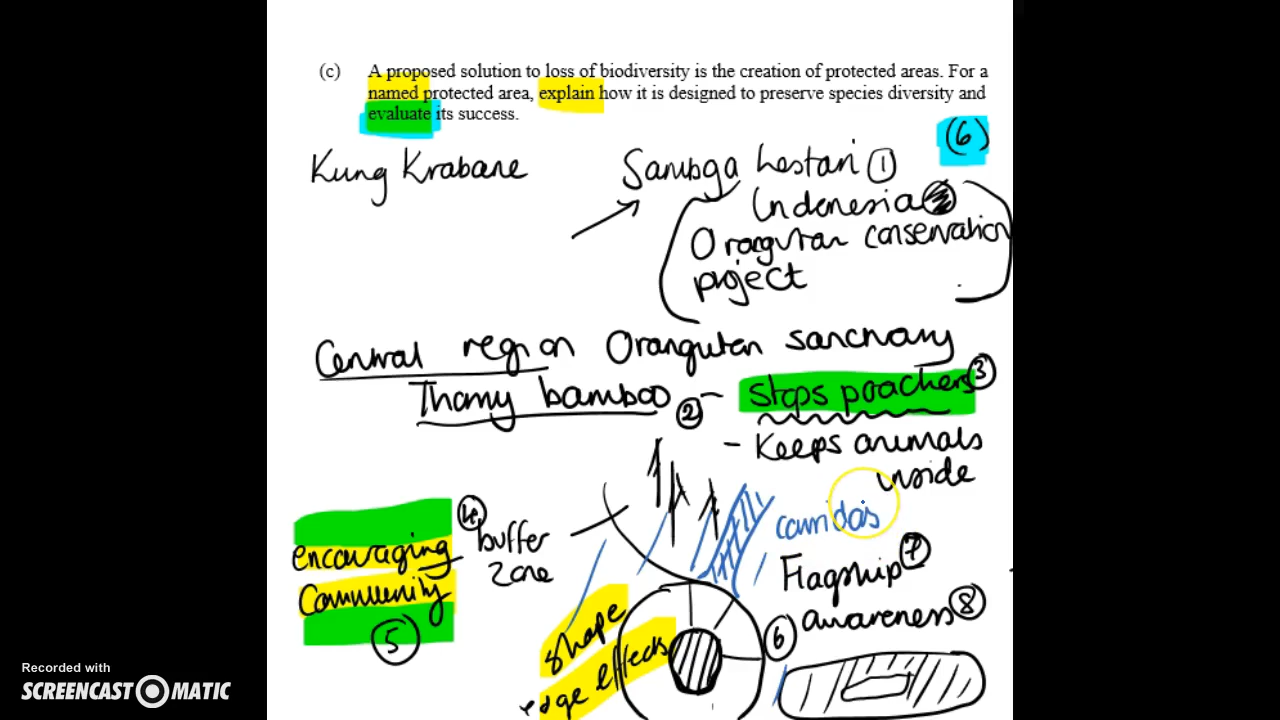 (c) A proposed solution to loss of biodiversity is the creation of protected areas. For a
named protected area, explain how it is designed to preserve species diversity and
evaluate its success.
(6)
Kung Krabane
Sambga Lestari 1
Indonesia
Orangutan conservation
project
Central region Orangutan sanctuary
Thorny bamboo 2 - stops poachers 3
- Keeps animals
inside
corridors
4 buffer
zone
encouraging
Community
5
Flagship 7
awareness 8
shape
edge effects
6
Recorded with
SCREENCAST-O-MATIC